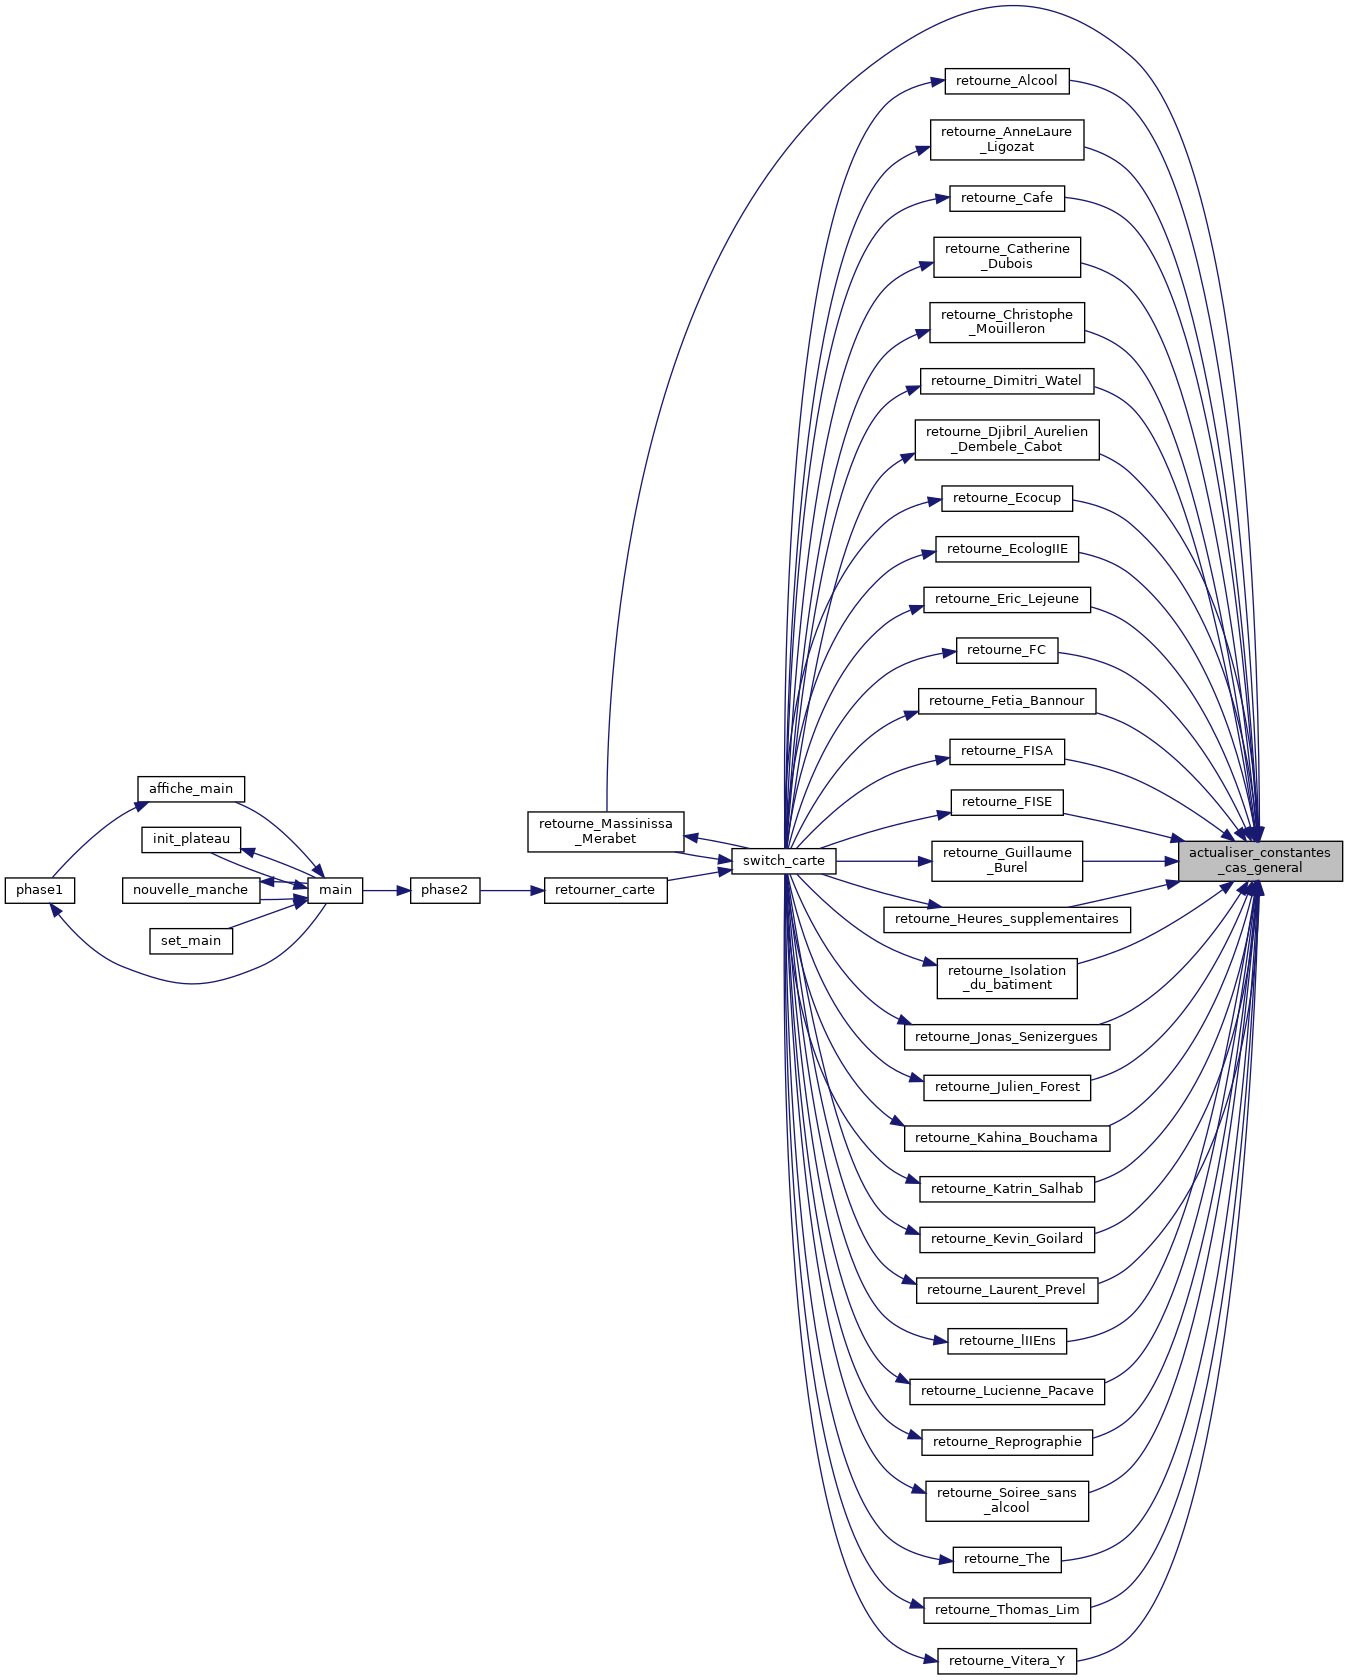 phase1
affiche_main
init_plateau
nouvelle_manche
set_main
main
phase2
retourner_carte
retourne_Massinissa
_Merabet
switch_carte
retourne_Alcool
retourne_AnneLaure
_Ligozat
retourne_Cafe
retourne_Catherine
_Dubois
retourne_Christophe
_Mouilleron
retourne_Dimitri_Watel
retourne_Djibril_Aurelien
_Dembele_Cabot
retourne_Ecocup
retourne_EcologIIE
retourne_Eric_Lejeune
retourne_FC
retourne_Fetia_Bannour
retourne_FISA
retourne_FISE
retourne_Guillaume
_Burel
retourne_Heures_supplementaires
retourne_Isolation
_du_batiment
retourne_Jonas_Senizergues
retourne_Julien_Forest
retourne_Kahina_Bouchama
retourne_Katrin_Salhab
retourne_Kevin_Goilard
retourne_Laurent_Prevel
retourne_lIIEns
retourne_Lucienne_Pacave
retourne_Reprographie
retourne_Soiree_sans
_alcool
retourne_The
retourne_Thomas_Lim
retourne_Vitera_Y
actualiser_constantes
_cas_general